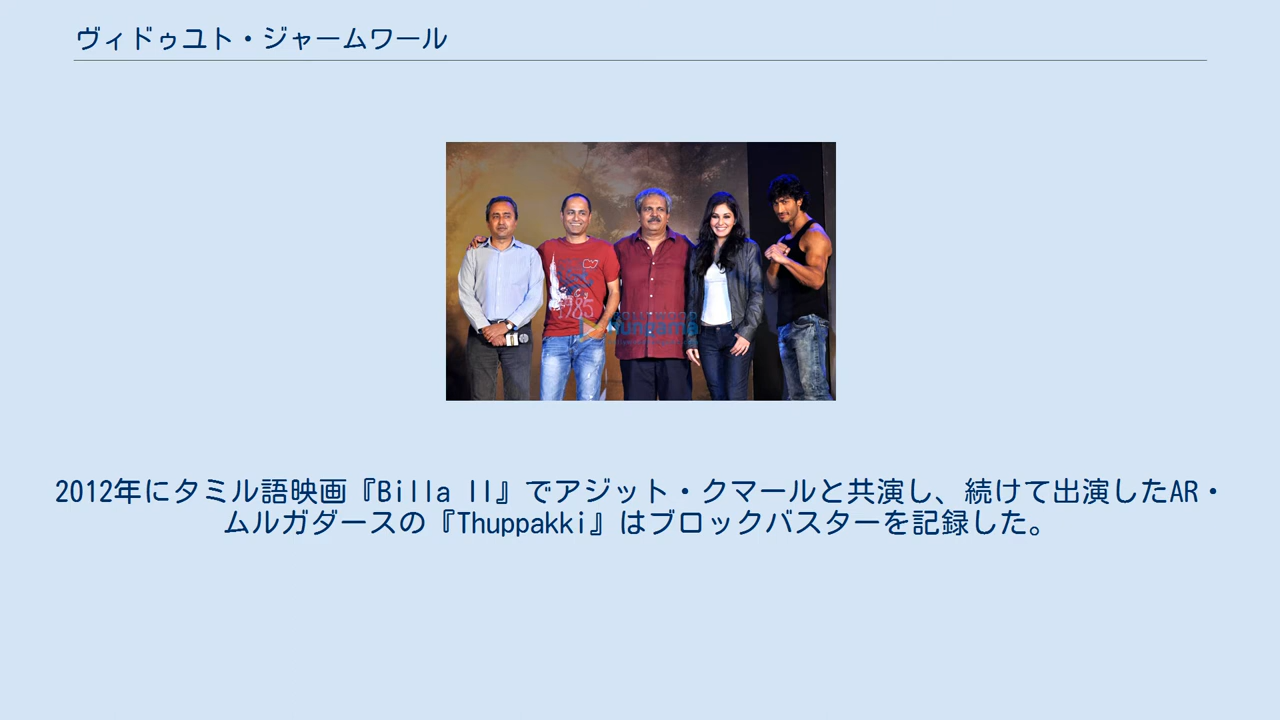 ヴィドゥユト・ジャームワール
1985
Hungama
2012年にタミル語映画『Billa II』でアジット・クマールと共演し、続けて出演したAR・
ムルガダースの『Thuppakki』はブロックバスターを記録した。